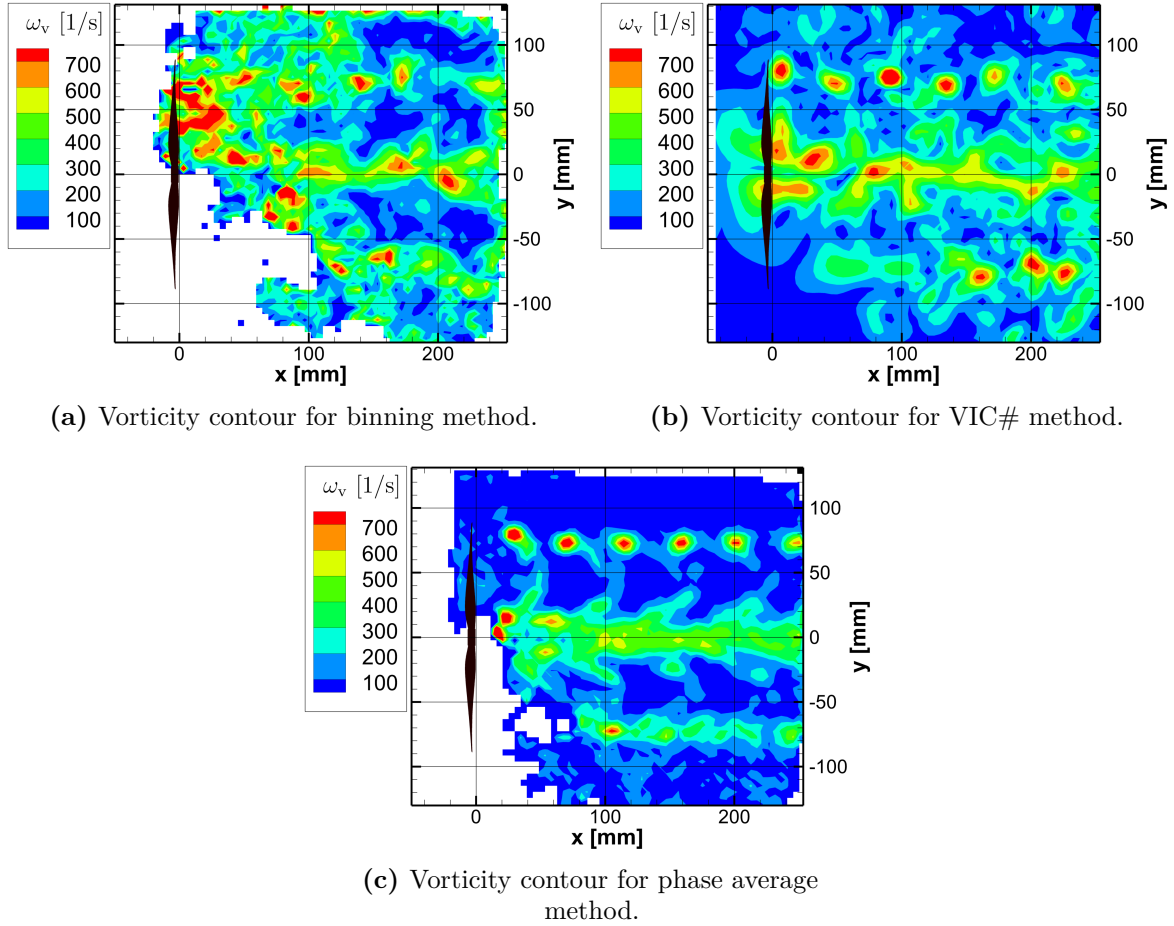 ω_v [1/s]
700
600
500
400
300
200
100
100
50
0
-50
-100
y [mm]
0 100 200
x [mm]
(a) Vorticity contour for binning method.
ω_v [1/s]
700
600
500
400
300
200
100
100
50
0
-50
-100
y [mm]
0 100 200
x [mm]
(b) Vorticity contour for VIC# method.
ω_v [1/s]
700
600
500
400
300
200
100
100
50
0
-50
-100
y [mm]
0 100 200
x [mm]
(c) Vorticity contour for phase average
method.